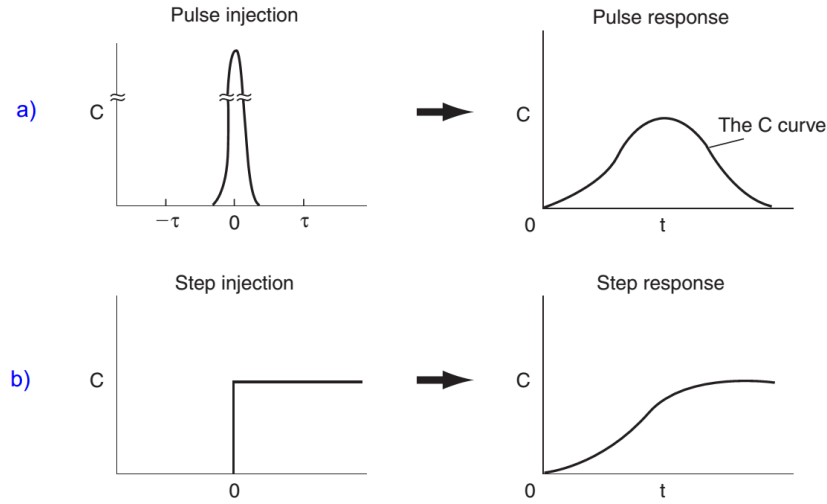 Pulse injection
Pulse response
a)
C
−τ
0
τ
C
The C curve
0
t
Step injection
Step response
b)
C
0
C
0
t